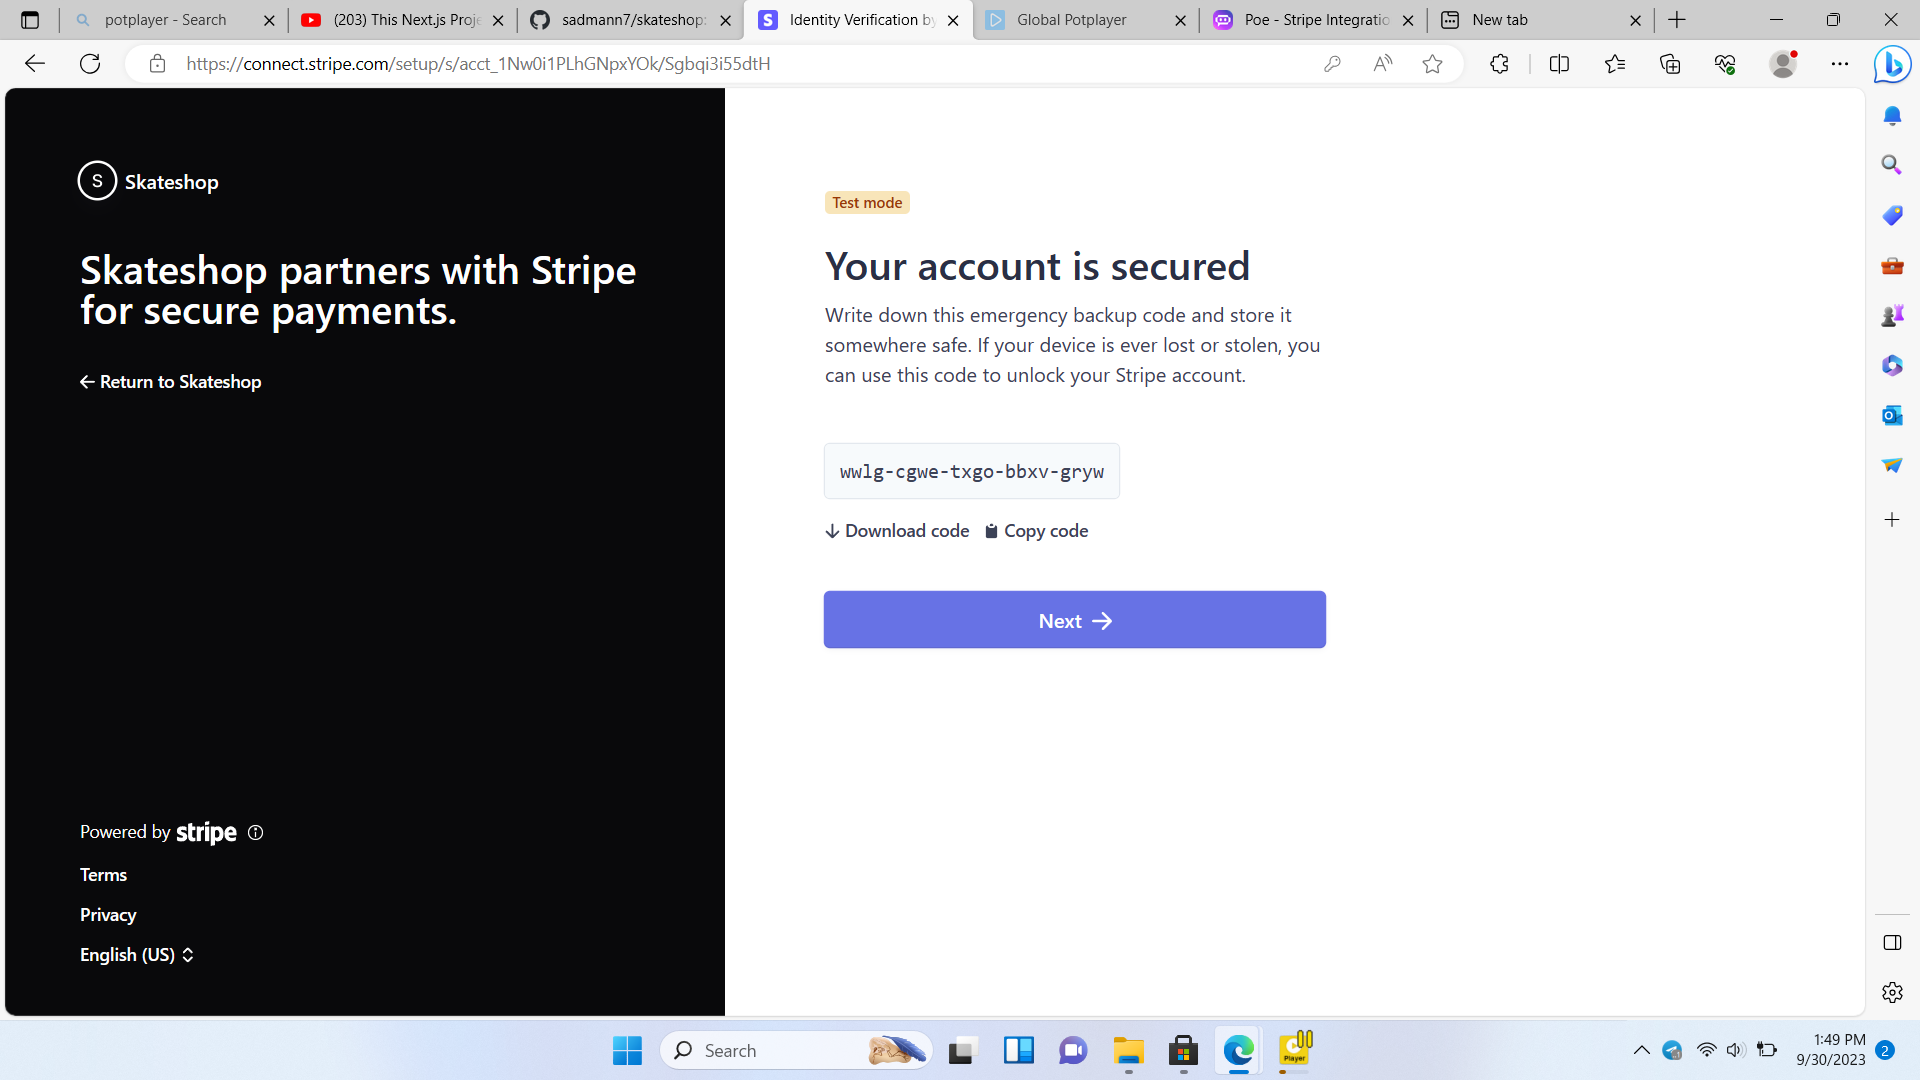 potplayer - Search
(203) This Next.js Proje
sadmann7/skateshop:
Identity Verification by
Global Potplayer
Poe - Stripe Integratio
New tab
https://connect.stripe.com/setup/s/acct_1Nw0i1PLhGNpxYOk/Sgbqi3i55dtH
S Skateshop
Skateshop partners with Stripe
for secure payments.
Return to Skateshop
Powered by stripe
Terms
Privacy
English (US)
Test mode
Your account is secured
Write down this emergency backup code and store it
somewhere safe. If your device is ever lost or stolen, you
can use this code to unlock your Stripe account.
wwlg-cgwe-txgo-bbxv-gryw
Download code Copy code
Next
Search
Player
1:49 PM
9/30/2023
2